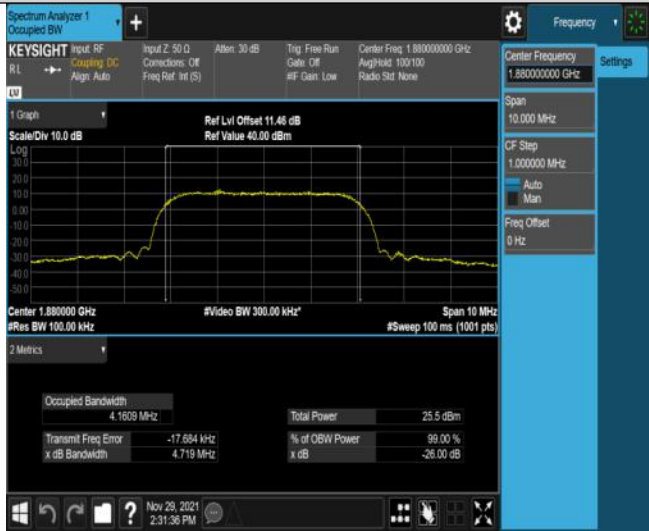 Spectrum Analyzer 1
Occupied BW
Frequency
KEYSIGHT
RL
Input: RF
Coupling: DC
Align: Auto
Input Z: 50 Ω
Corrections: Off
Freq Ref: Int (S)
Atten: 30 dB
Trig: Free Run
Gate: Off
#IF Gain: Low
Center Freq: 1.880000000 GHz
Avg|Hold: 100/100
Radio Std: None
Center Frequency
1.880000000 GHz
Settings
Span
10.000 MHz
CF Step
1.000000 MHz
Auto
Man
Freq Offset
0 Hz
1 Graph
Scale/Div 10.0 dB
Ref Lvl Offset 11.46 dB
Ref Value 40.00 dBm
Log
30.0
20.0
10.0
0.00
-10.0
-20.0
-30.0
-40.0
-50.0
Center 1.880000 GHz
#Res BW 100.00 kHz
#Video BW 300.00 kHz*
Span 10 MHz
#Sweep 100 ms (1001 pts)
2 Metrics
Occupied Bandwidth
4.1609 MHz
Transmit Freq Error -17.684 kHz
x dB Bandwidth 4.719 MHz
Total Power 25.5 dBm
% of OBW Power 99.00 %
x dB -26.00 dB
?
Nov 29, 2021
2:31:36 PM